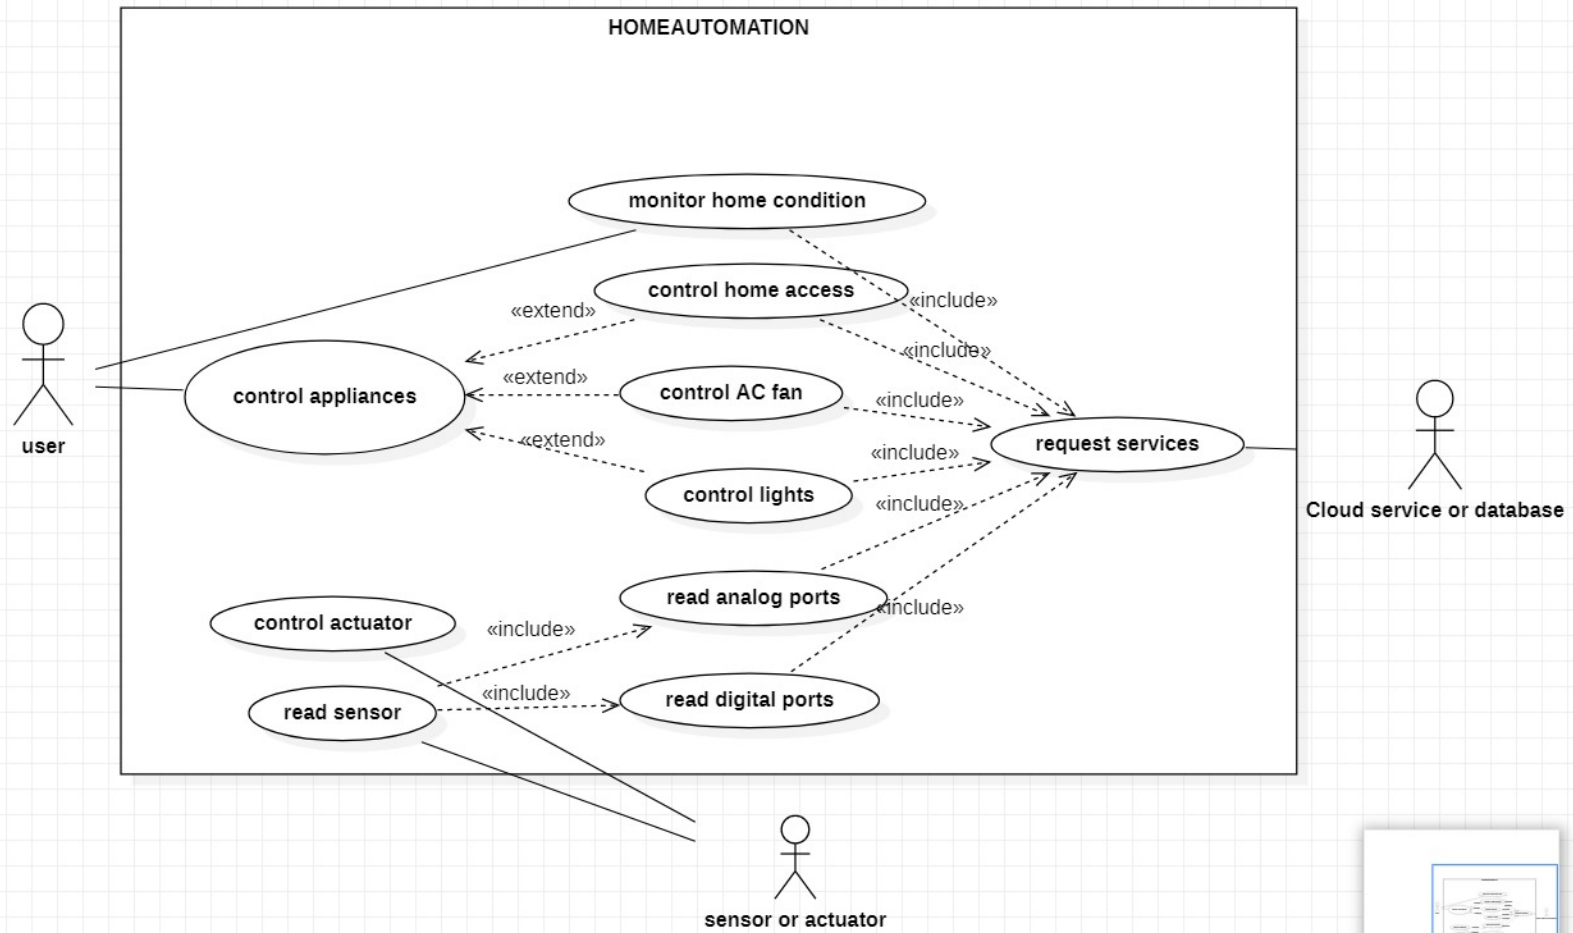 HOMEAUTOMATION
monitor home condition
control home access
«include»
«extend»
«include»
«extend»
control AC fan
control appliances
«include»
user
«extend»
request services
«include»
control lights
«include»
Cloud service or database
read analog ports
«include»
control actuator
«include»
«include»
read digital ports
read sensor
sensor or actuator